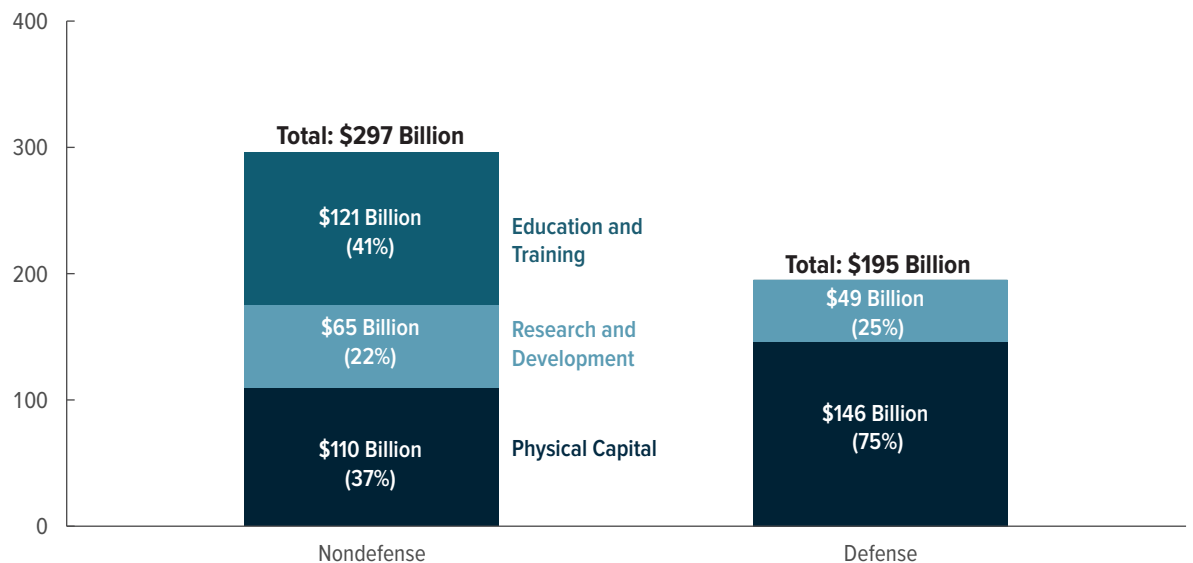 400
300
200
100
0
Total: $297 Billion
$121 Billion
(41%)
Education and
Training
$65 Billion
(22%)
Research and
Development
$110 Billion
(37%)
Physical Capital
Nondefense
Total: $195 Billion
$49 Billion
(25%)
$146 Billion
(75%)
Defense